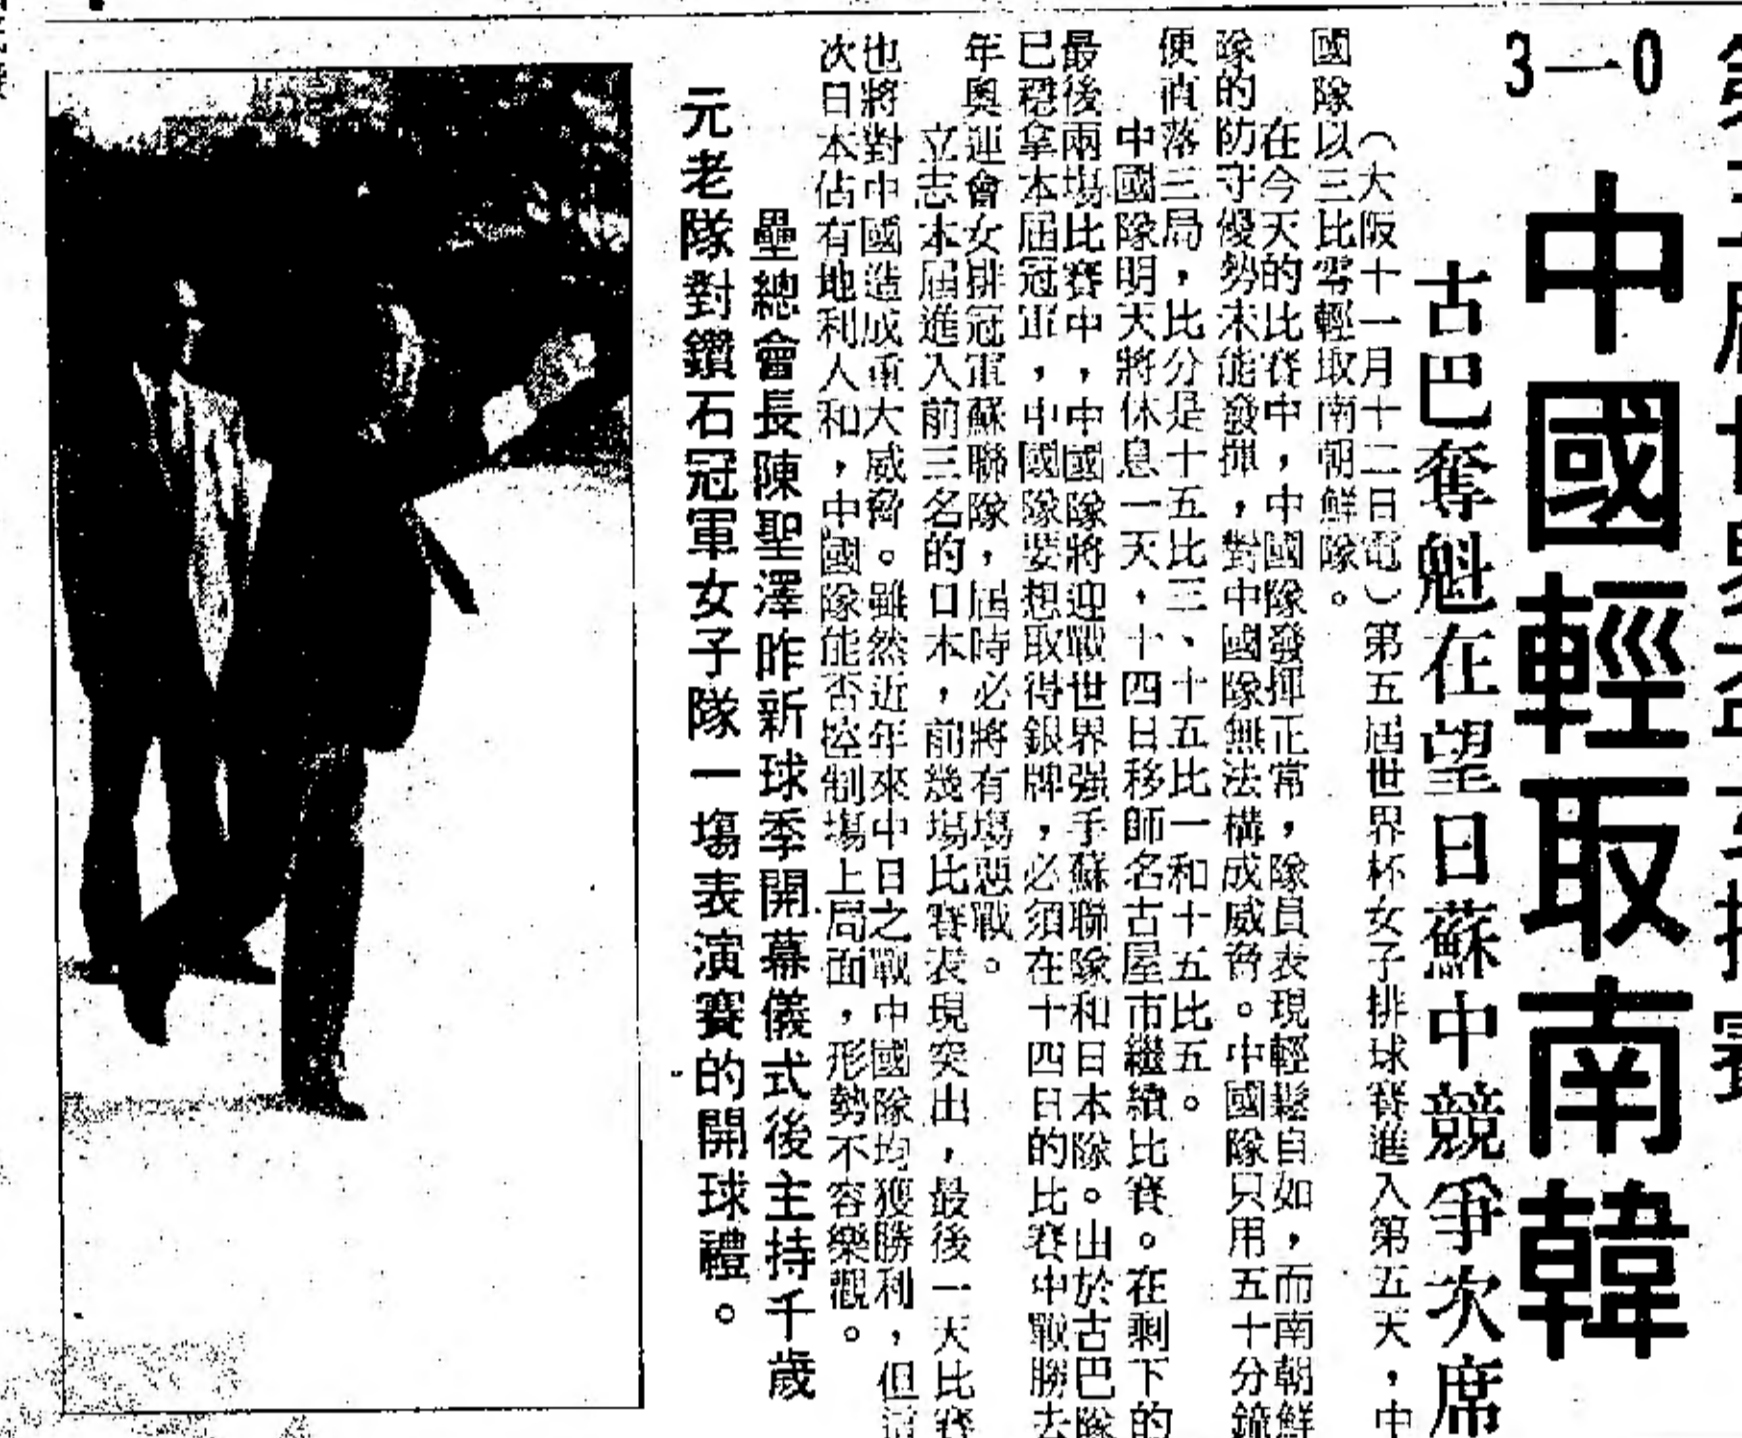 3—0
中國輕取南韓
古巴奪魁在望日蘇中競爭次席
（大阪十一月十二日電）第五屆世界杯女子排球賽進入第五天，中
國隊以三比零輕取南朝鮮隊。
在今天的比賽中，中國隊發揮正常，隊員表現輕鬆自如，而南朝鮮
隊的防守優勢未能發揮，對中國隊無法構成威脅。中國隊只用五十分鐘
便直落三局，比分是十五比三、十五比一和十五比五。
中國隊明天將休息一天，十四日移師名古屋市繼續比賽。在剩下的
最後兩場比賽中，中國隊將迎戰世界强手蘇聯隊和日本隊。由於古巴隊
已穩拿本屆冠軍，中國隊要想取得銀牌，必須在十四日的比賽中戰勝去
年奧運會女排冠軍蘇聯隊，屆時必將有場惡戰。
立志本屆進入前三名的日本，前幾場比賽表現突出，最後一天比賽
也將對中國造成重大威脅。雖然近年來中日之戰中國隊均獲勝利，但這
次日本佔有地利人和，中國隊能否控制場上局面，形勢不容樂觀。
壘總會長陳聖澤昨新球季開幕儀式後主持千歲
元老隊對鑽石冠軍女子隊一塲表演賽的開球禮。